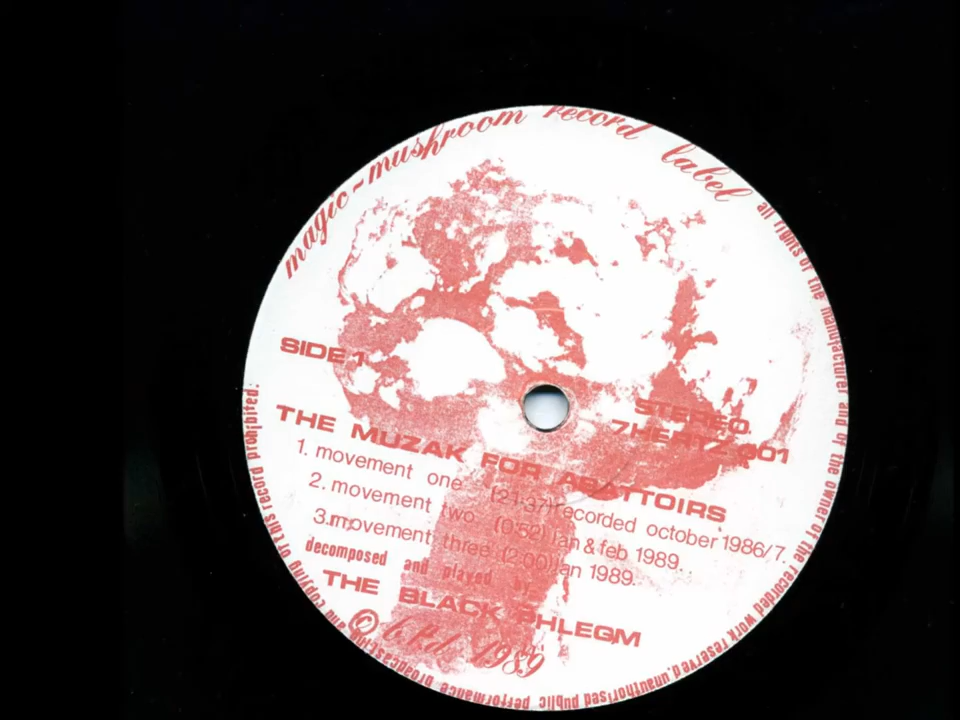 magic-mushroom record label
all rights of the manufacturer and of the owner of the recorded work reserved. unauthorised public performance broadcasting and copying of this record prohibited:
SIDE 1
STEREO.
7HERTZ 001
THE MUZAK FOR ABATTOIRS
1. movement one (21:37) recorded october 1986/7.
2. movement two. (0'52) jan & feb 1989.
3. movement three (2:00) jan 1989.
decomposed and played by
THE BLACK PHLEGM
1989